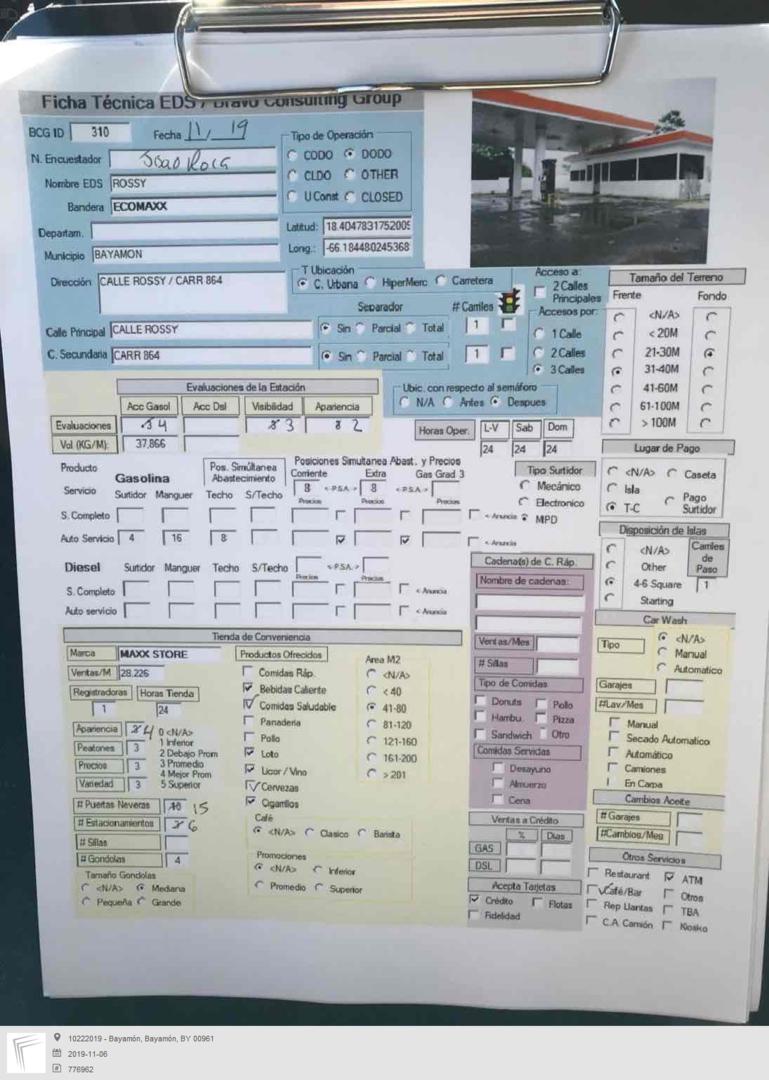 Ficha Técnica EDS / Bravo Consulting Group
BCG ID 310 Fecha 11/ 19
N. Encuestador Joao Roca
Nombre EDS ROSSY
Bandera ECOMAXX
Departam.
Municipio BAYAMON
Tipo de Operación
CODO DODO
CLDO OTHER
U Const CLOSED
Latitud: 18.4047831752005
Long.: -66.184480245368
Dirección CALLE ROSSY / CARR 864
T Ubicación
C. Urbana HiperMerc Carretera
Separador # Carriles
Calle Principal CALLE ROSSY Sin Parcial Total 1
C. Secundaria CARR 864 Sin Parcial Total 1
Acceso a:
2 Calles
Principales
Accesos por:
1 Calle
2 Calles
3 Calles
Tamaño del Terreno
Frente Fondo
<N/A>
< 20M
21-30M
31-40M
41-60M
61-100M
> 100M
Evaluaciones de la Estación
Acc Gasol Acc Dsl Visibilidad Apariencia
Evaluaciones 4 3 2
Vol (KG/M): 37,866
Ubic. con respecto al semáforo
N/A Antes Despues
Horas Oper. L-V Sab Dom
24 24 24
Lugar de Pago
<N/A> Caseta
Isla
T-C Pago
Surtidor
Producto Gasolina Pos. Simúltanea
Abastecimiento
Posiciones Simultanea Abast. y Precios
Corriente Extra Gas Grad 3
Servicio Surtidor Manguer Techo S/Techo 8 <-P.S.A.-> 8 <-P.S.A.->
Precios Precios Precios
S. Completo < Anuncia
Auto Servicio 4 16 8 < Anuncia
Tipo Surtidor
Mecánico
Electronico
MPD
Disposición de Islas
<N/A>
Other
4-6 Square
Starting
Carriles
de
Paso
1
Diesel Surtidor Manguer Techo S/Techo <-P.S.A.->
Precios Precios
S. Completo < Anuncia
Auto servicio < Anuncia
Cadena(s) de C. Ráp.
Nombre de cadenas:
Ventas/Mes
# Sillas
Tipo de Comidas
Donuts Pollo
Hambu. Pizza
Sandwich Otro
Comidas Servidas
Desayuno
Almuerzo
Cena
Ventas a Crédito
% Dias
GAS
DSL
Acepta Tarjetas
Crédito Flotas
Fidelidad
Car Wash
Tipo <N/A>
Manual
Automatico
Garajes
#Lav/Mes
Manual
Secado Automatico
Automático
Camiones
En Carpa
Cambios Aceite
# Garajes
#Cambios/Mes
Otros Servicios
Restaurant ATM
Café/Bar Otros
Rep Llantas TBA
C.A. Camión Kiosko
Tienda de Conveniencia
Marca MAXX STORE
Ventas/M 28,226
Registradoras Horas Tienda
1 24
Apariencia 4
Peatones 3
Precios 3
Variedad 3
0 <N/A>
1 Inferior
2 Debajo Prom
3 Promedio
4 Mejor Prom
5 Superior
# Puertas Neveras 10 15
# Estacionamientos 6
# Sillas
# Gondolas 4
Tamaño Gondolas
<N/A> Mediana
Pequeña Grande
Productos Ofrecidos
Comidas Ráp.
Bebidas Caliente
Comidas Saludable
Panaderia
Pollo
Loto
Licor / Vino
Cervezas
Cigarrillos
Area M2
<N/A>
< 40
41-80
81-120
121-160
161-200
> 201
Café
<N/A> Clasico Barista
Promociones
<N/A> Inferior
Promedio Superior
10222019 - Bayamón, Bayamón, BY 00961
2019-11-06
776962